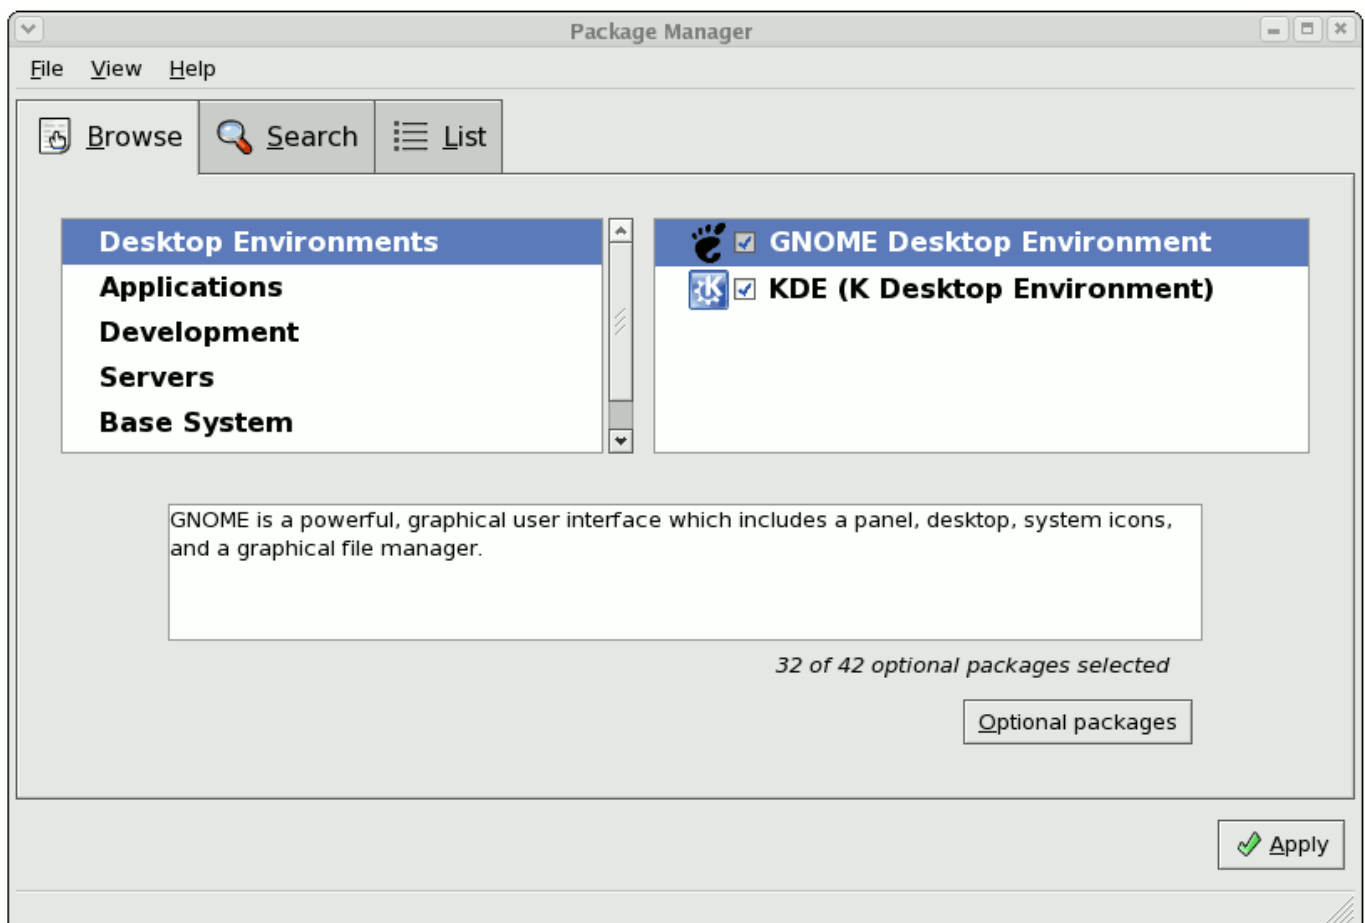 Package Manager
File View Help
Browse Search List
Desktop Environments
Applications
Development
Servers
Base System
GNOME Desktop Environment
KDE (K Desktop Environment)
GNOME is a powerful, graphical user interface which includes a panel, desktop, system icons,
and a graphical file manager.
32 of 42 optional packages selected
Optional packages
Apply